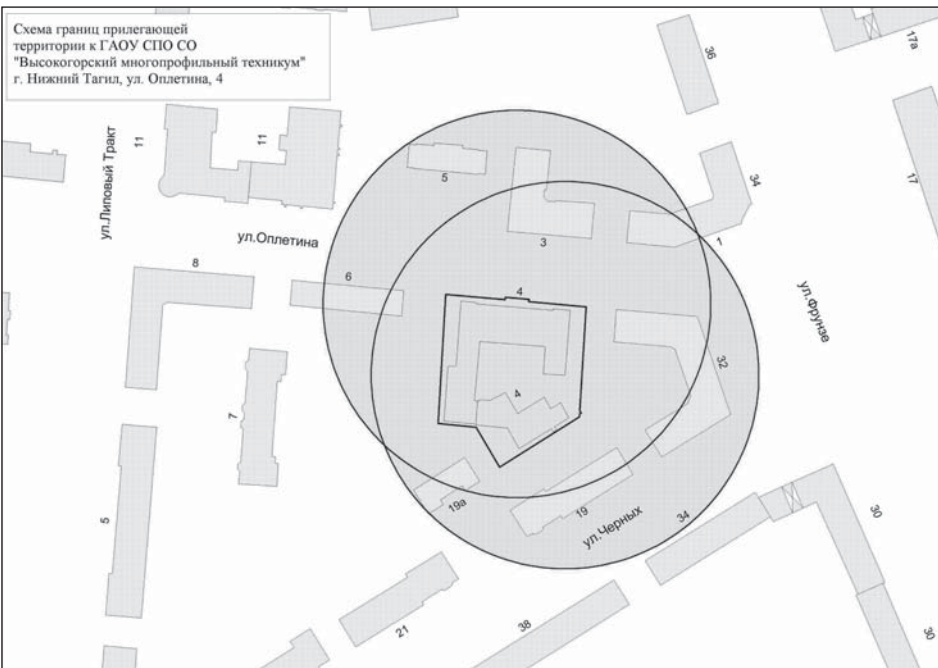 Схема границ прилегающей
территории к ГАОУ СПО СО
"Высокогорский многопрофильный техникум"
г. Нижний Тагил, ул. Оплетина, 4
36
17а
11
11
ул.Липовый Тракт
5
34
17
3
1
ул.Оплетина
8
6
4
ул.Фрунзе
32
7
4
5
19а
19
34
ул.Черных
30
21
38
30